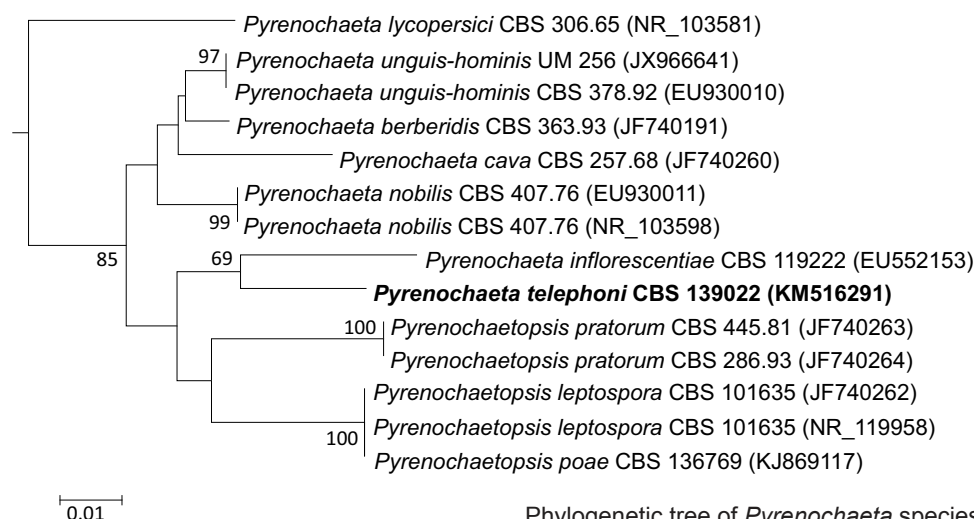 Pyrenochaeta lycopersici CBS 306.65 (NR_103581)
97
Pyrenochaeta unguis-hominis UM 256 (JX966641)
Pyrenochaeta unguis-hominis CBS 378.92 (EU930010)
Pyrenochaeta berberidis CBS 363.93 (JF740191)
Pyrenochaeta cava CBS 257.68 (JF740260)
Pyrenochaeta nobilis CBS 407.76 (EU930011)
99
Pyrenochaeta nobilis CBS 407.76 (NR_103598)
85
69
Pyrenochaeta inflorescentiae CBS 119222 (EU552153)
Pyrenochaeta telephoni CBS 139022 (KM516291)
100
Pyrenochaetopsis pratorum CBS 445.81 (JF740263)
Pyrenochaetopsis pratorum CBS 286.93 (JF740264)
Pyrenochaetopsis leptospora CBS 101635 (JF740262)
100
Pyrenochaetopsis leptospora CBS 101635 (NR_119958)
Pyrenochaetopsis poae CBS 136769 (KJ869117)
0.01
Phylogenetic tree of Pyrenochaeta species